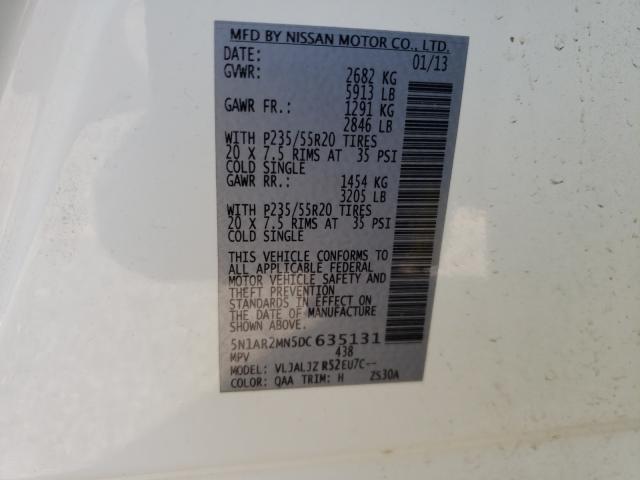 MFD BY NISSAN MOTOR CO., LTD.
DATE: 01/13
GVWR: 2682 KG
5913 LB
GAWR FR.: 1291 KG
2846 LB
WITH P235/55R20 TIRES
20 X 7.5 RIMS AT 35 PSI
COLD SINGLE
GAWR RR.: 1454 KG
3205 LB
WITH P235/55R20 TIRES
20 X 7.5 RIMS AT 35 PSI
COLD SINGLE
THIS VEHICLE CONFORMS TO
ALL APPLICABLE FEDERAL
MOTOR VEHICLE SAFETY AND
THEFT PREVENTION
STANDARDS IN EFFECT ON
THE DATE OF MANUFACTURE
SHOWN ABOVE.
5N1AR2MN5DC 635131
MPV 438
MODEL: VLJALJZ RS2EU7C--
COLOR: QAA TRIM: H ZS30A